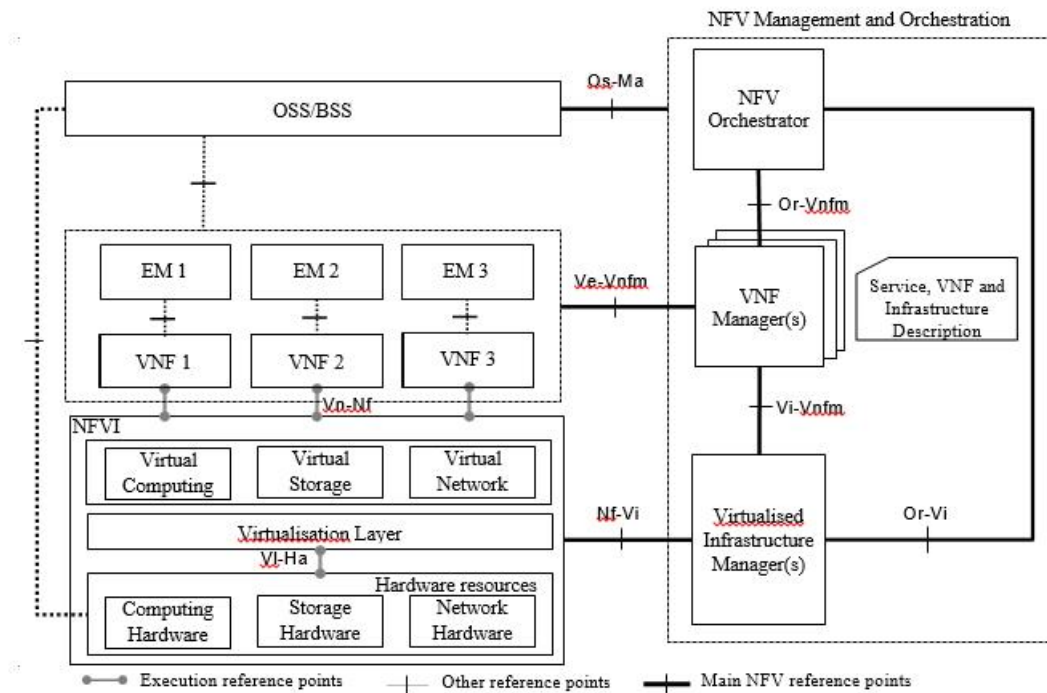 NFV Management and Orchestration
Os-Ma
OSS/BSS
NFV
Orchestrator
Or-Vnfm
EM 1
EM 2
EM 3
Ve-Vnfm
VNF
Manager(s)
Service, VNF and
Infrastructure
Description
VNF 1
VNF 2
VNF 3
Vn-Nf
Vi-Vnfm
NFVI
Virtual
Computing
Virtual
Storage
Virtual
Network
Nf-Vi
Virtualised
Infrastructure
Manager(s)
Or-Vi
Virtualisation Layer
Vl-Ha
Hardware resources
Computing
Hardware
Storage
Hardware
Network
Hardware
Execution reference points
Other reference points
Main NFV reference points